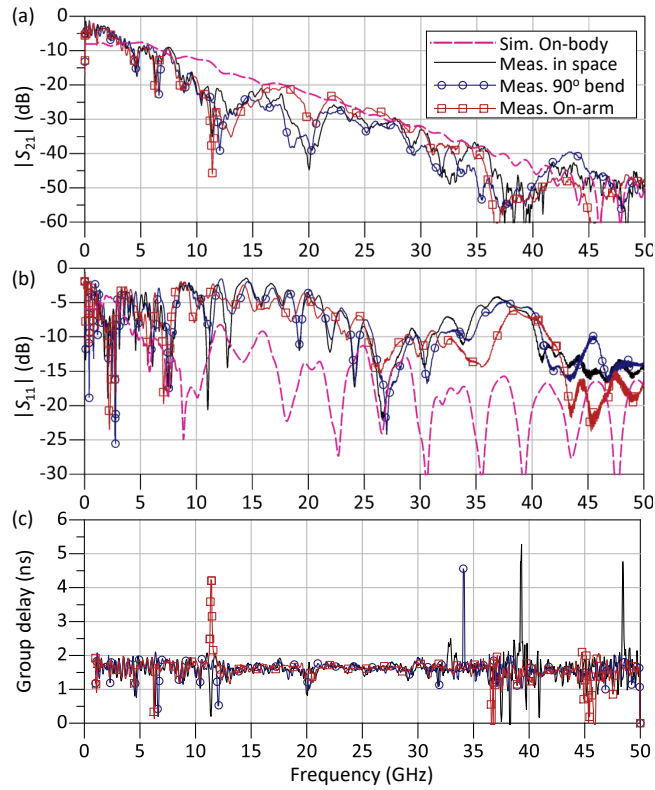 (a)
|S21| (dB)
0
-10
-20
-30
-40
-50
-60
Sim. On-body
Meas. in space
Meas. 90º bend
Meas. On-arm
0 5 10 15 20 25 30 35 40 45 50
(b)
|S11| (dB)
0
-5
-10
-15
-20
-25
-30
0 5 10 15 20 25 30 35 40 45 50
(c)
Group delay (ns)
6
5
4
3
2
1
0
0 5 10 15 20 25 30 35 40 45 50
Frequency (GHz)